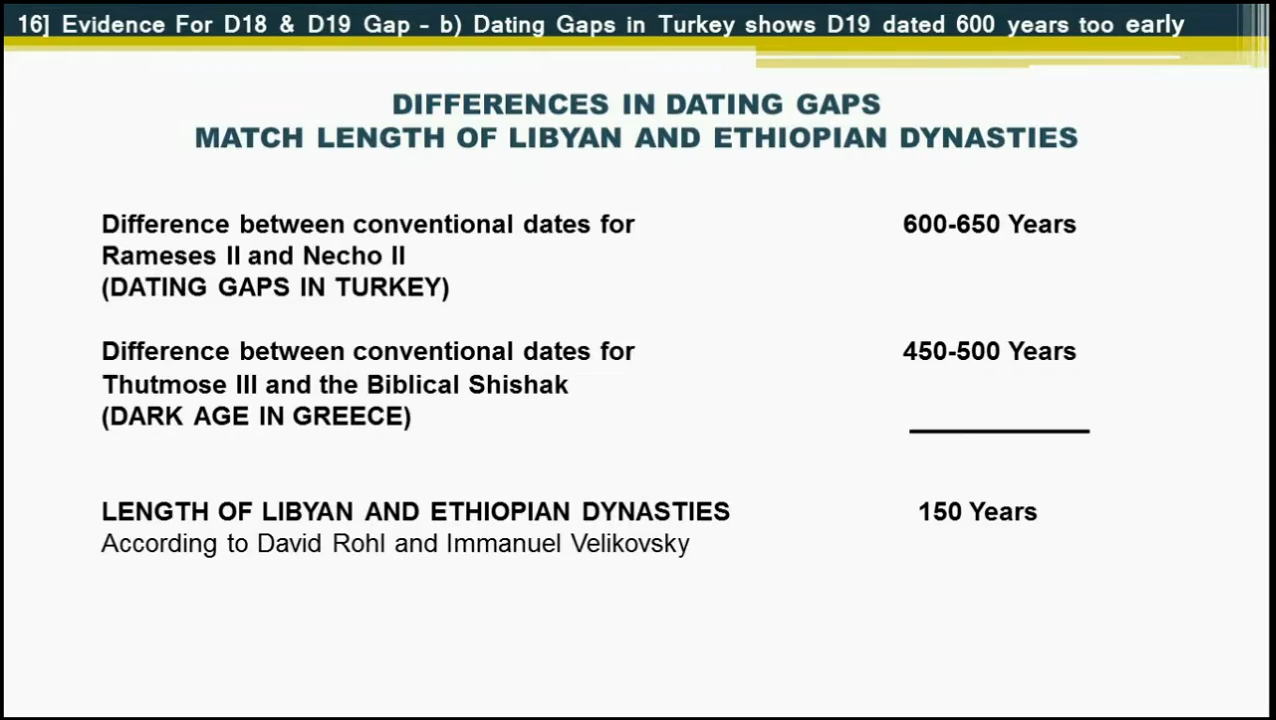 16] Evidence For D18 & D19 Gap - b) Dating Gaps in Turkey shows D19 dated 600 years too early
DIFFERENCES IN DATING GAPS
MATCH LENGTH OF LIBYAN AND ETHIOPIAN DYNASTIES
Difference between conventional dates for 600-650 Years
Rameses II and Necho II
(DATING GAPS IN TURKEY)
Difference between conventional dates for 450-500 Years
Thutmose III and the Biblical Shishak
(DARK AGE IN GREECE)
LENGTH OF LIBYAN AND ETHIOPIAN DYNASTIES 150 Years
According to David Rohl and Immanuel Velikovsky